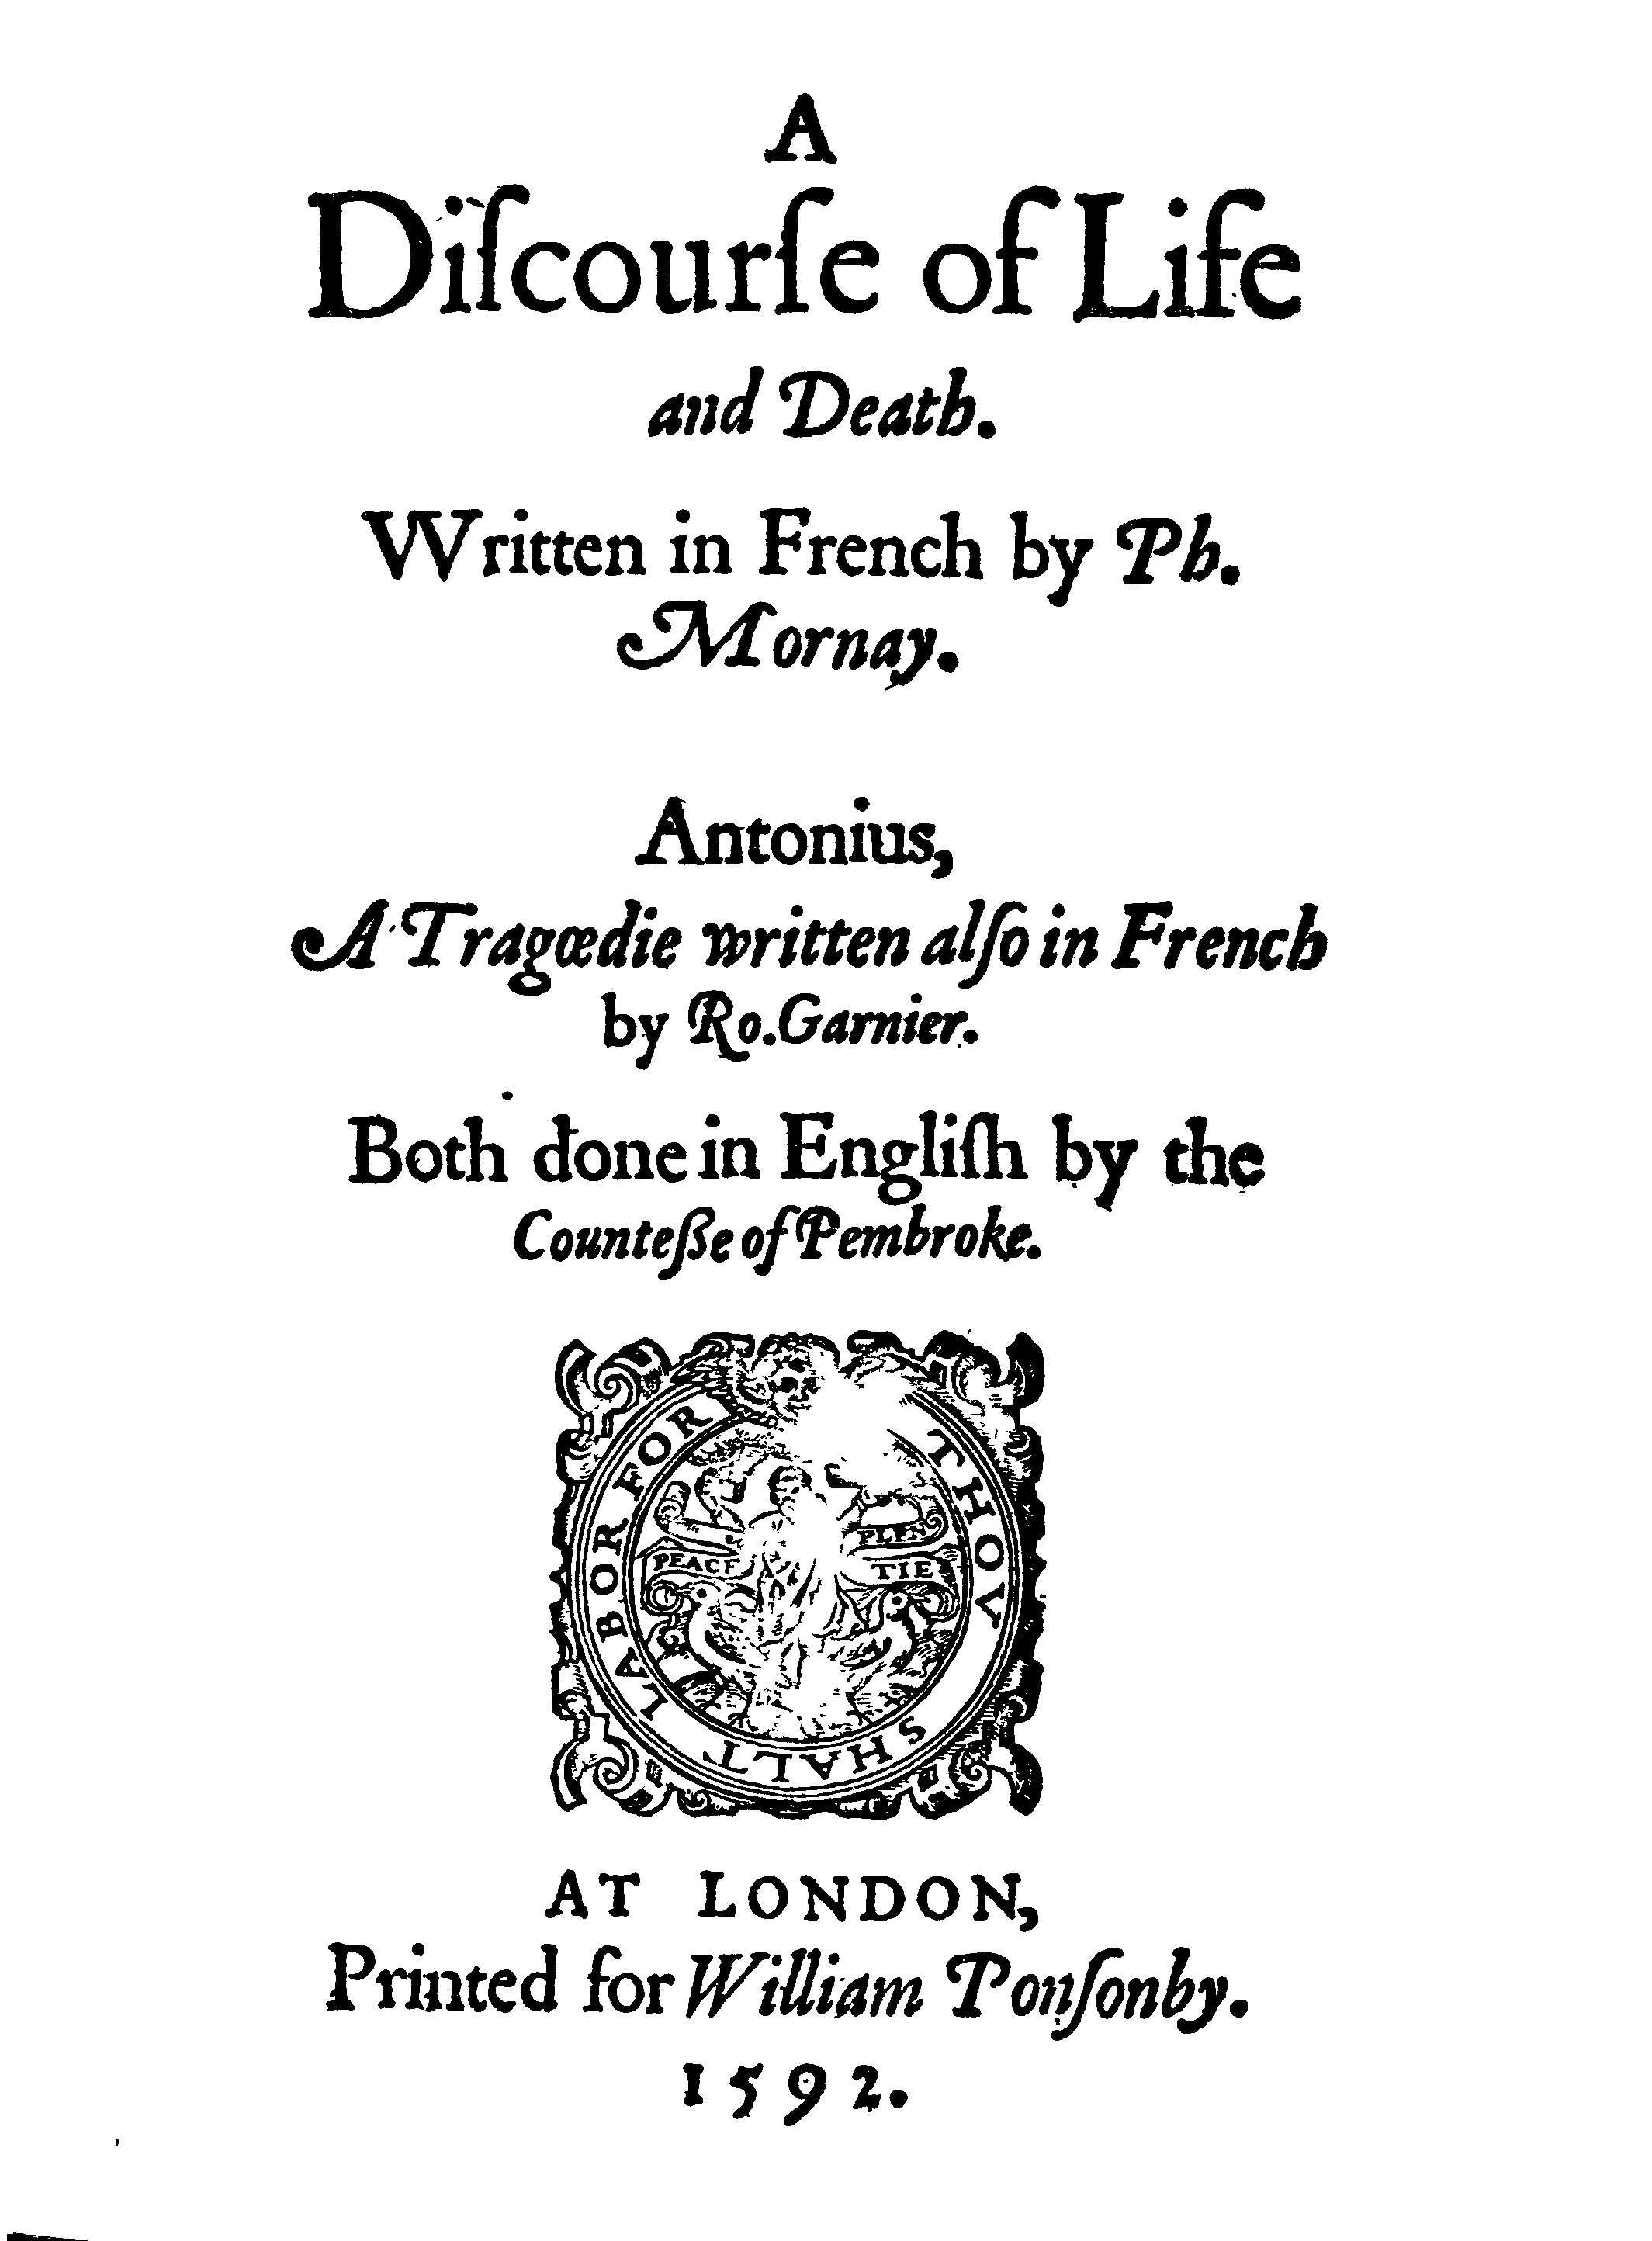 A
Diſcourſe of Life
and Death.
Written in French by Ph.
Mornay.
Antonius,
A Tragœdie written alſo in French
by Ro. Garnier.
Both done in Engliſh by the
Counteſſe of Pembroke.
THOV SHALT LABOR FOR
PEACE
PLEN
TIE
AT LONDON,
Printed for William Ponſonby.
1592.